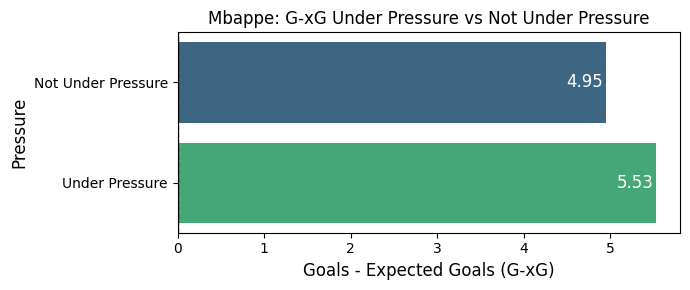 Mbappe: G-xG Under Pressure vs Not Under Pressure
Pressure
Not Under Pressure
4.95
Under Pressure
5.53
0 1 2 3 4 5
Goals - Expected Goals (G-xG)